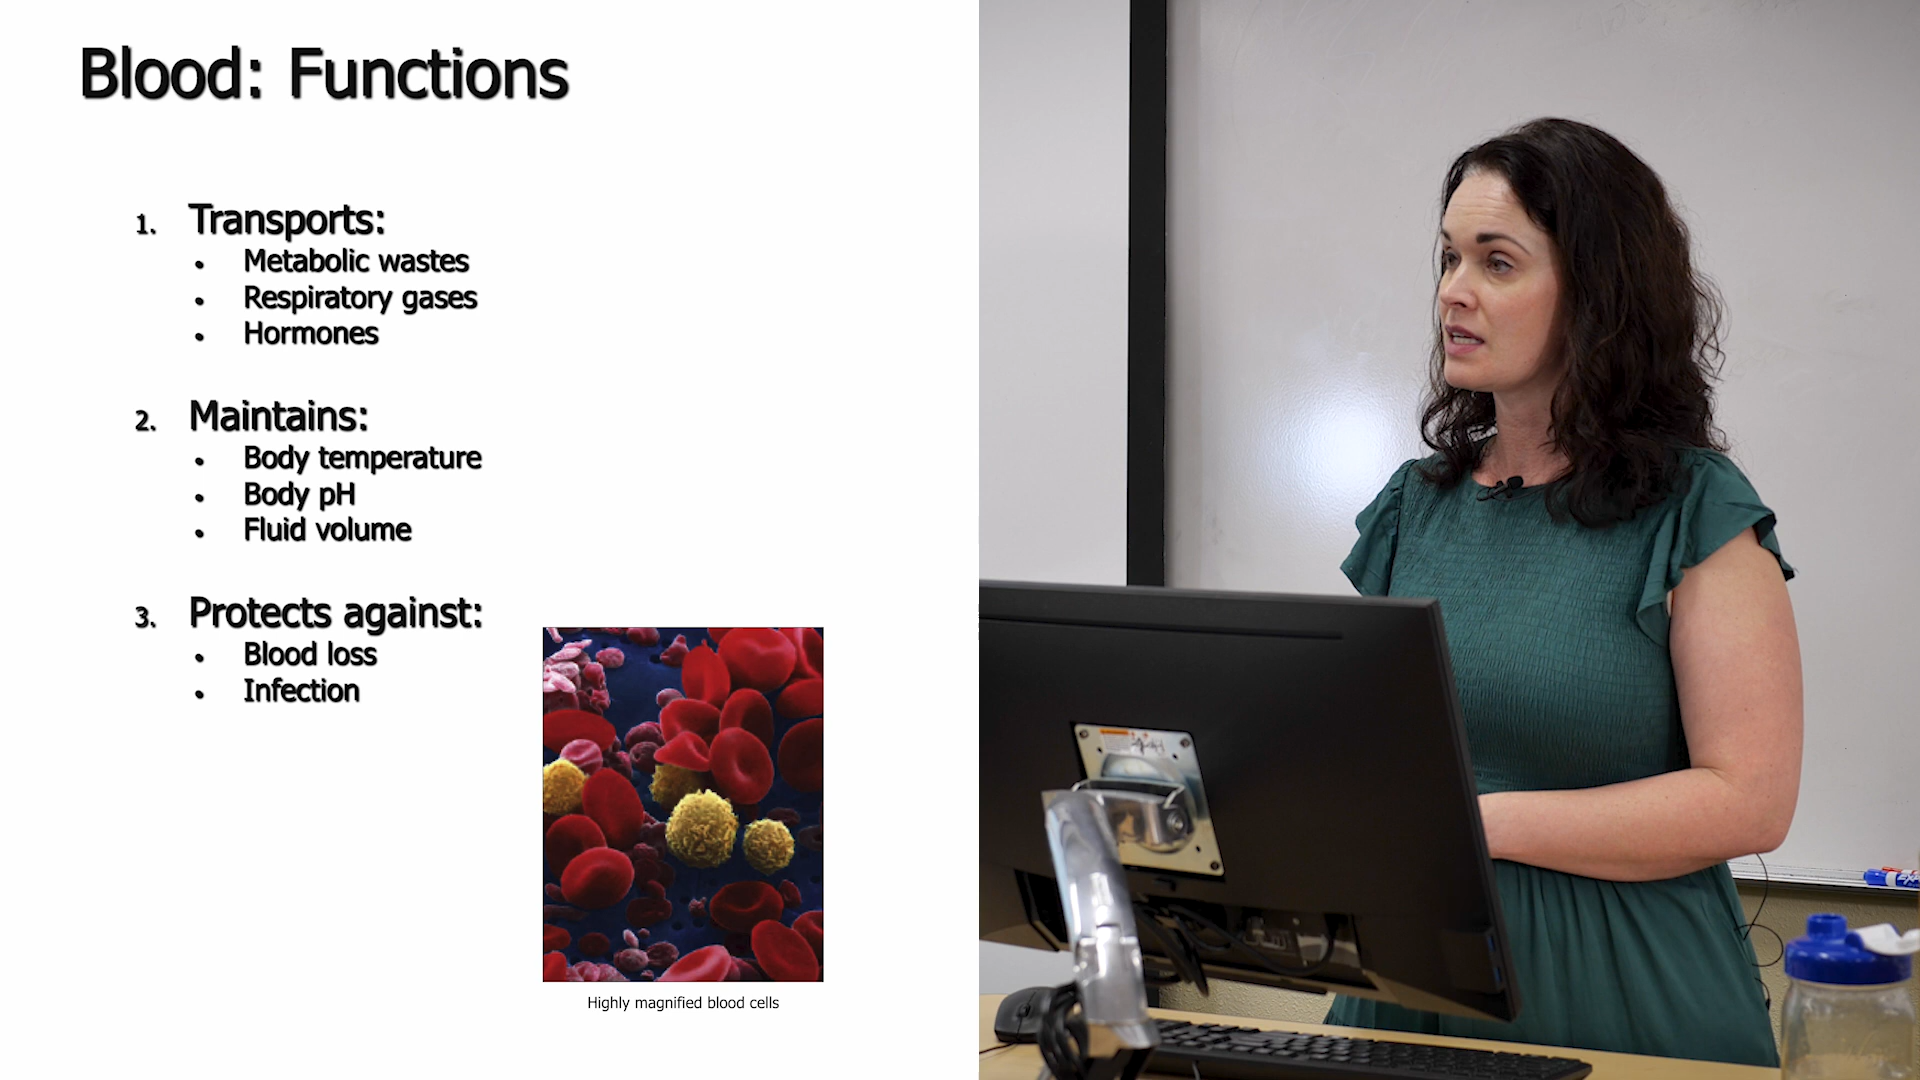 Blood: Functions
1. Transports:
• Metabolic wastes
• Respiratory gases
• Hormones
2. Maintains:
• Body temperature
• Body pH
• Fluid volume
3. Protects against:
• Blood loss
• Infection
Highly magnified blood cells